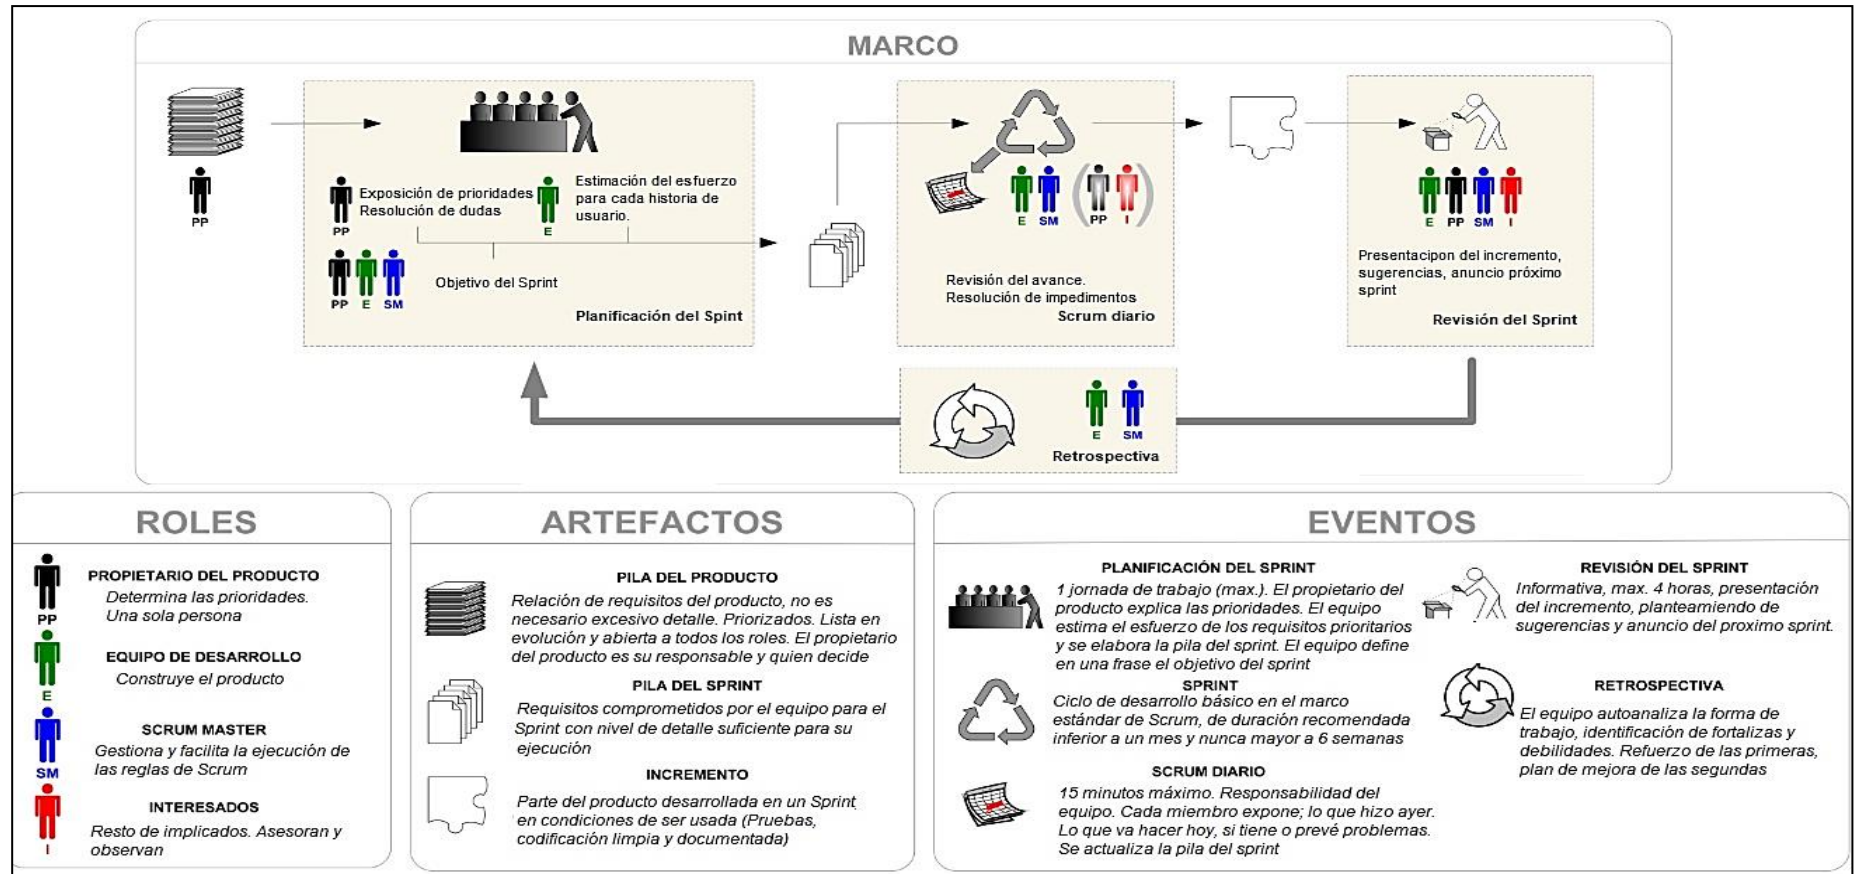 MARCO
PP
PP
Exposición de prioridades
Resolución de dudas
E
Estimación del esfuerzo
para cada historia de
usuario.
PP
E
SM
Objetivo del Sprint
Planificación del Spint
E
SM
(
PP
I
)
Revisión del avance.
Resolución de impedimentos
Scrum diario
E
PP
SM
I
Presentacipon del incremento,
sugerencias, anuncio próximo
sprint
Revisión del Sprint
E
SM
Retrospectiva
ROLES
PP
PROPIETARIO DEL PRODUCTO
Determina las prioridades.
Una sola persona
E
EQUIPO DE DESARROLLO
Construye el producto
SM
SCRUM MASTER
Gestiona y facilita la ejecución de
las reglas de Scrum
I
INTERESADOS
Resto de implicados. Asesoran y
observan
ARTEFACTOS
PILA DEL PRODUCTO
Relación de requisitos del producto, no es
necesario excesivo detalle. Priorizados. Lista en
evolución y abierta a todos los roles. El propietario
del producto es su responsable y quien decide
PILA DEL SPRINT
Requisitos comprometidos por el equipo para el
Sprint con nivel de detalle suficiente para su
ejecución
INCREMENTO
Parte del producto desarrollada en un Sprint
en condiciones de ser usada (Pruebas,
codificación limpia y documentada)
EVENTOS
PLANIFICACIÓN DEL SPRINT
1 jornada de trabajo (max.). El propietario del
producto explica las prioridades. El equipo
estima el esfuerzo de los requisitos prioritarios
y se elabora la pila del sprint. El equipo define
en una frase el objetivo del sprint
SPRINT
Ciclo de desarrollo básico en el marco
estándar de Scrum, de duración recomendada
inferior a un mes y nunca mayor a 6 semanas
SCRUM DIARIO
15 minutos máximo. Responsabilidad del
equipo. Cada miembro expone; lo que hizo ayer.
Lo que va hacer hoy, si tiene o prevé problemas.
Se actualiza la pila del sprint
REVISIÓN DEL SPRINT
Informativa, max. 4 horas, presentación
del incremento, planteamiendo de
sugerencias y anuncio del proximo sprint.
RETROSPECTIVA
El equipo autoanaliza la forma de
trabajo, identificación de fortalizas y
debilidades. Refuerzo de las primeras,
plan de mejora de las segundas